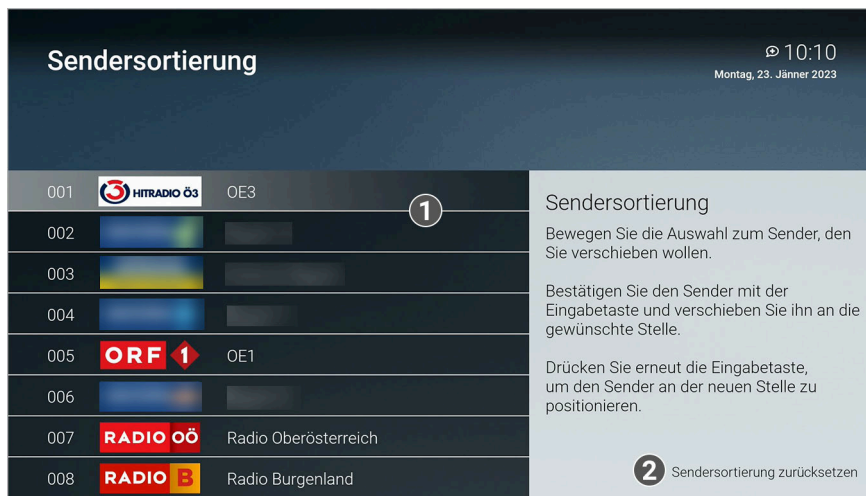 Sendersortierung
10:10
Montag, 23. Jänner 2023
001 3 HITRADIO Ö3 OE3
1
002
003
004
005 ORF 1 OE1
006
007 RADIO OÖ Radio Oberösterreich
008 RADIO B Radio Burgenland
Sendersortierung
Bewegen Sie die Auswahl zum Sender, den
Sie verschieben wollen.
Bestätigen Sie den Sender mit der
Eingabetaste und verschieben Sie ihn an die
gewünschte Stelle.
Drücken Sie erneut die Eingabetaste,
um den Sender an der neuen Stelle zu
positionieren.
2 Sendersortierung zurücksetzen